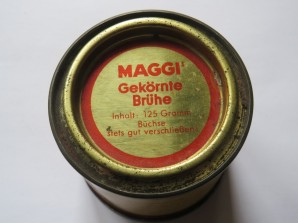 MAGGI®
Gekörnte
Brühe
Inhalt: 125 Gramm
Büchse
stets gut verschließen